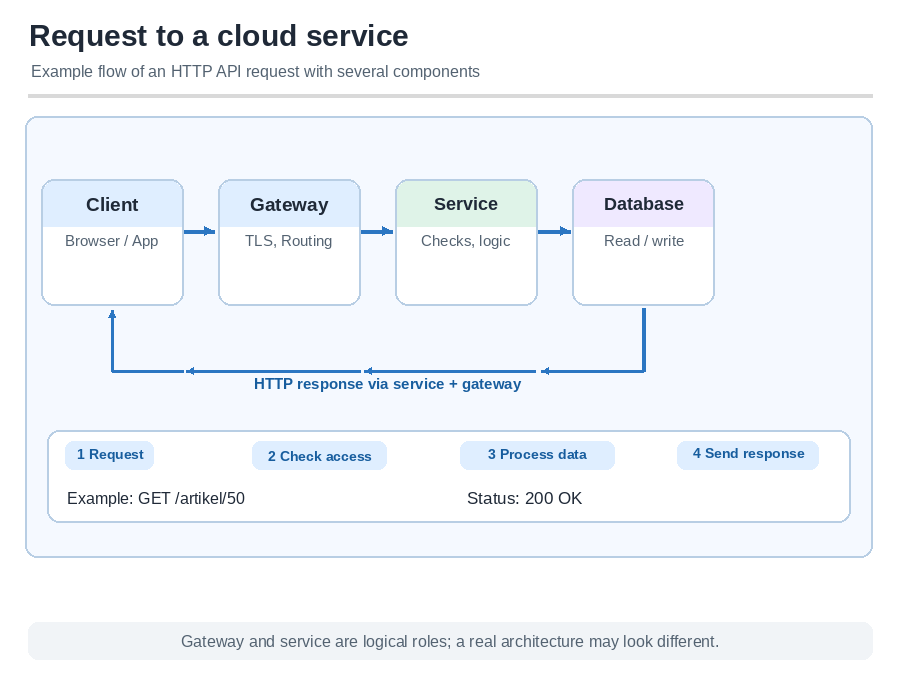 Request to a cloud service
Example flow of an HTTP API request with several components
Client
Browser / App
Gateway
TLS, Routing
Service
Checks, logic
Database
Read / write
HTTP response via service + gateway
1 Request
2 Check access
3 Process data
4 Send response
Example: GET /artikel/50
Status: 200 OK
Gateway and service are logical roles; a real architecture may look different.